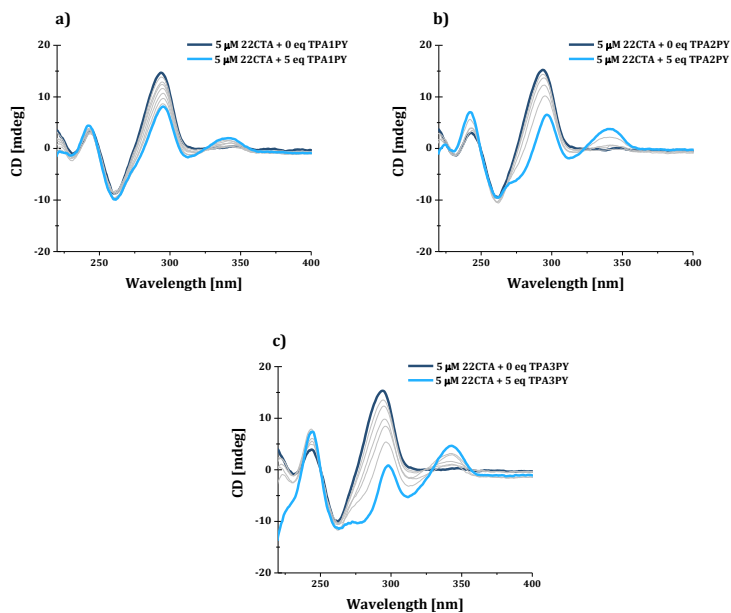 a)
5 μM 22CTA + 0 eq TPA1PY
5 μM 22CTA + 5 eq TPA1PY
CD [mdeg]
20
10
0
-10
-20
250
300
350
400
Wavelength [nm]
b)
5 μM 22CTA + 0 eq TPA2PY
5 μM 22CTA + 5 eq TPA2PY
CD [mdeg]
20
10
0
-10
-20
250
300
350
400
Wavelength [nm]
c)
5 μM 22CTA + 0 eq TPA3PY
5 μM 22CTA + 5 eq TPA3PY
CD [mdeg]
20
10
0
-10
-20
250
300
350
400
Wavelength [nm]